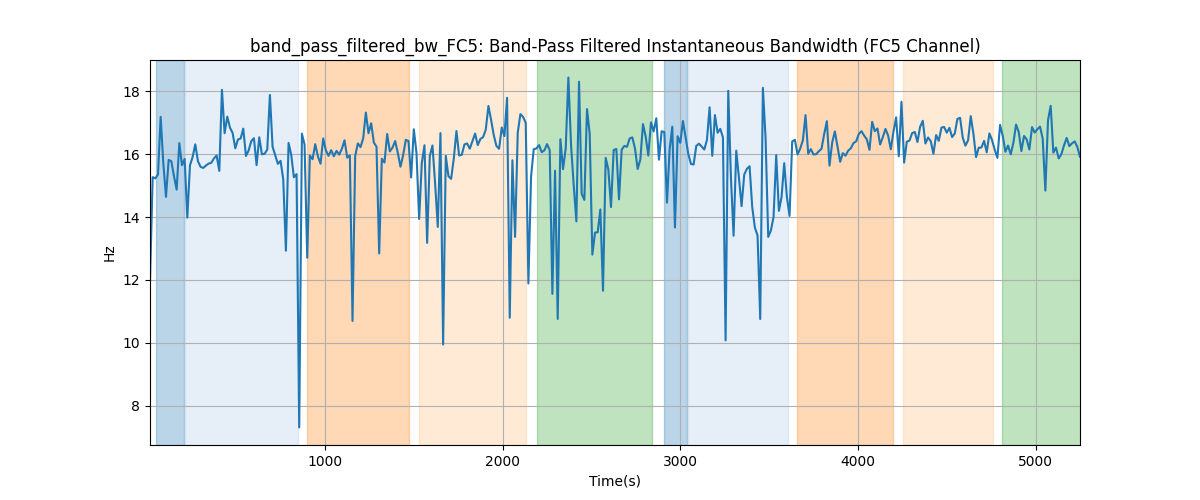 band_pass_filtered_bw_FC5: Band-Pass Filtered Instantaneous Bandwidth (FC5 Channel)
18
16
14
12
10
8
Hz
1000 2000 3000 4000 5000
Time(s)